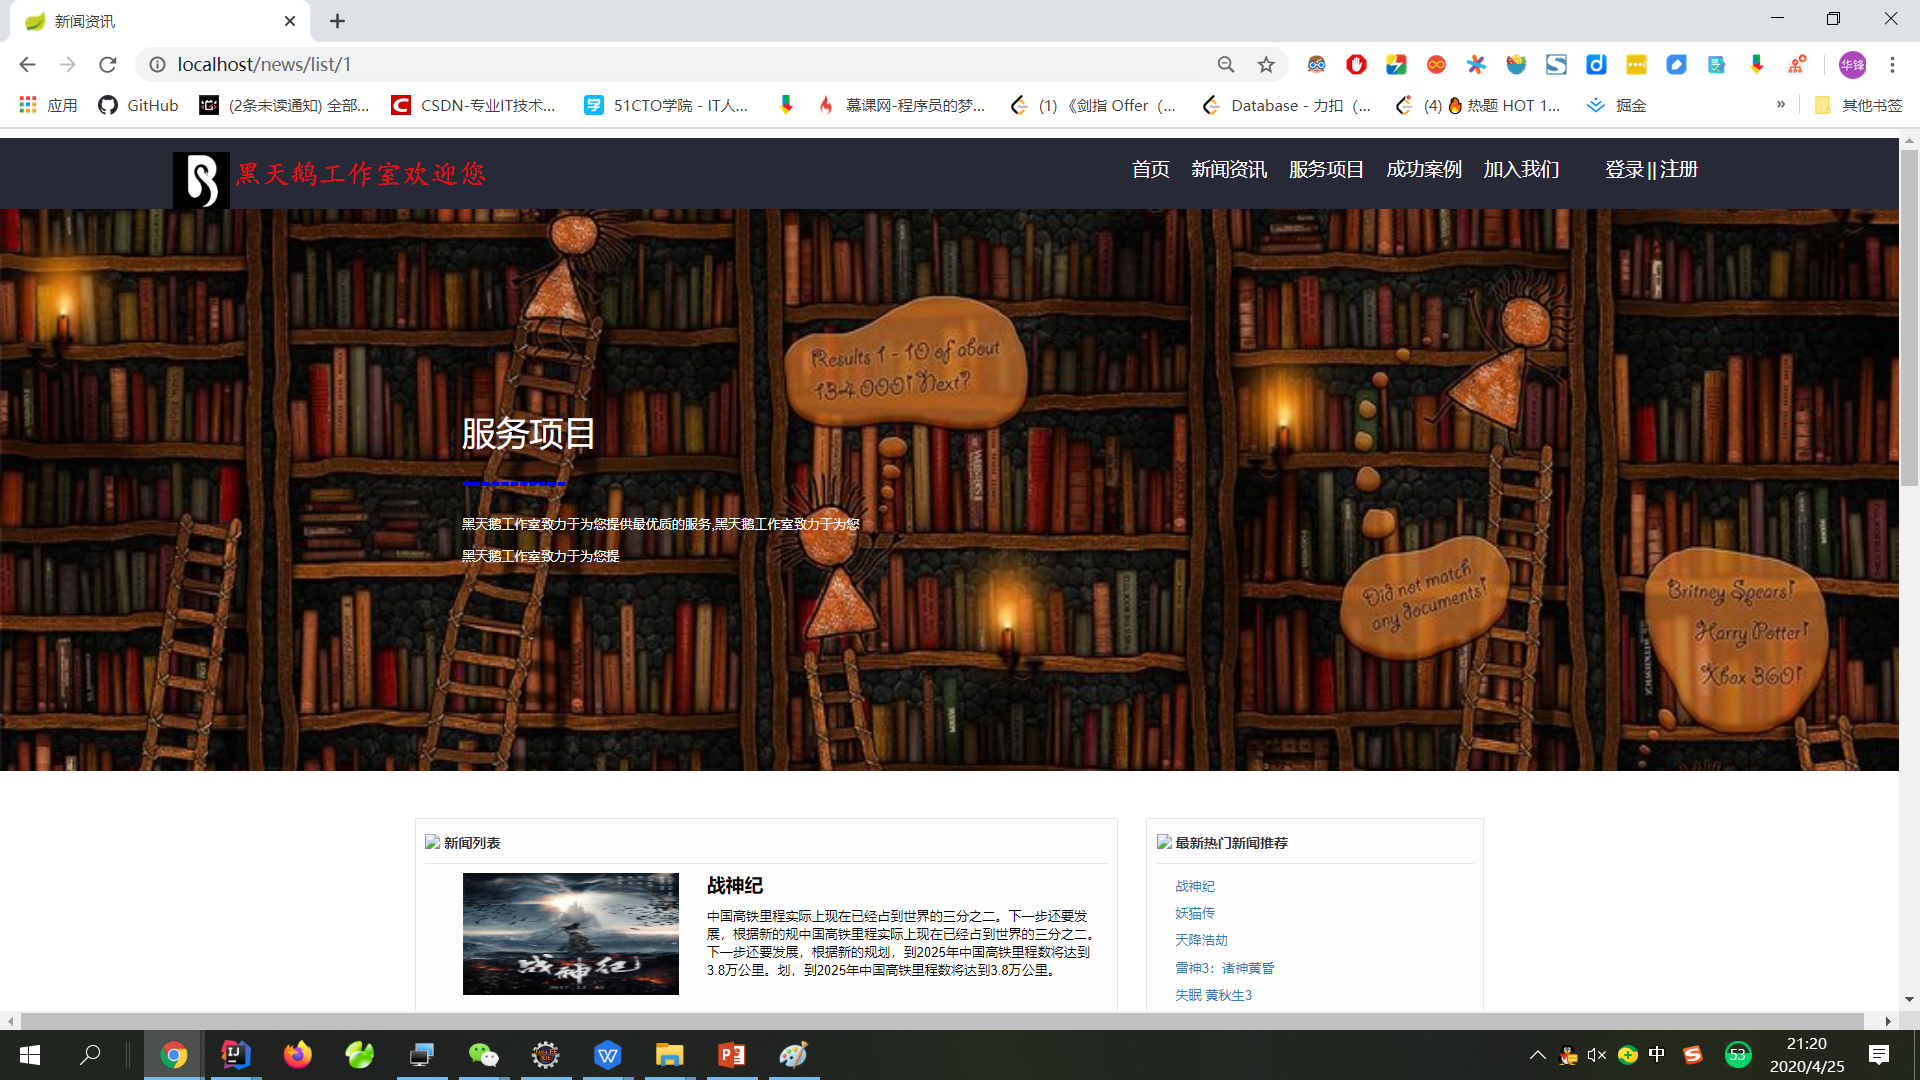 新闻资讯
localhost/news/list/1
华锋
应用
GitHub
(2条未读通知) 全部...
CSDN-专业IT技术...
51CTO学院 - IT人...
慕课网-程序员的梦...
(1) 《剑指 Offer（...
Database - 力扣（...
(4) 🔥 热题 HOT 1...
掘金
»
其他书签
黑天鹅工作室欢迎您
首页 新闻资讯 服务项目 成功案例 加入我们 登录 || 注册
Results 1 - 10 of about
134.000! Next?
服务项目
黑天鹅工作室致力于为您提供最优质的服务,黑天鹅工作室致力于为您
黑天鹅工作室致力于为您提
Did not match
any documents!
Britney Spears!
Harry Potter!
Xbox 360!
新闻列表
战神纪
战神纪
中国高铁里程实际上现在已经占到世界的三分之二。下一步还要发
展，根据新的规中国高铁里程实际上现在已经占到世界的三分之二。
下一步还要发展，根据新的规划，到2025年中国高铁里程数将达到
3.8万公里。划，到2025年中国高铁里程数将达到3.8万公里。
最新热门新闻推荐
战神纪
妖猫传
天降浩劫
雷神3：诸神黄昏
失眠 黄秋生3
中
53
21:20
2020/4/25